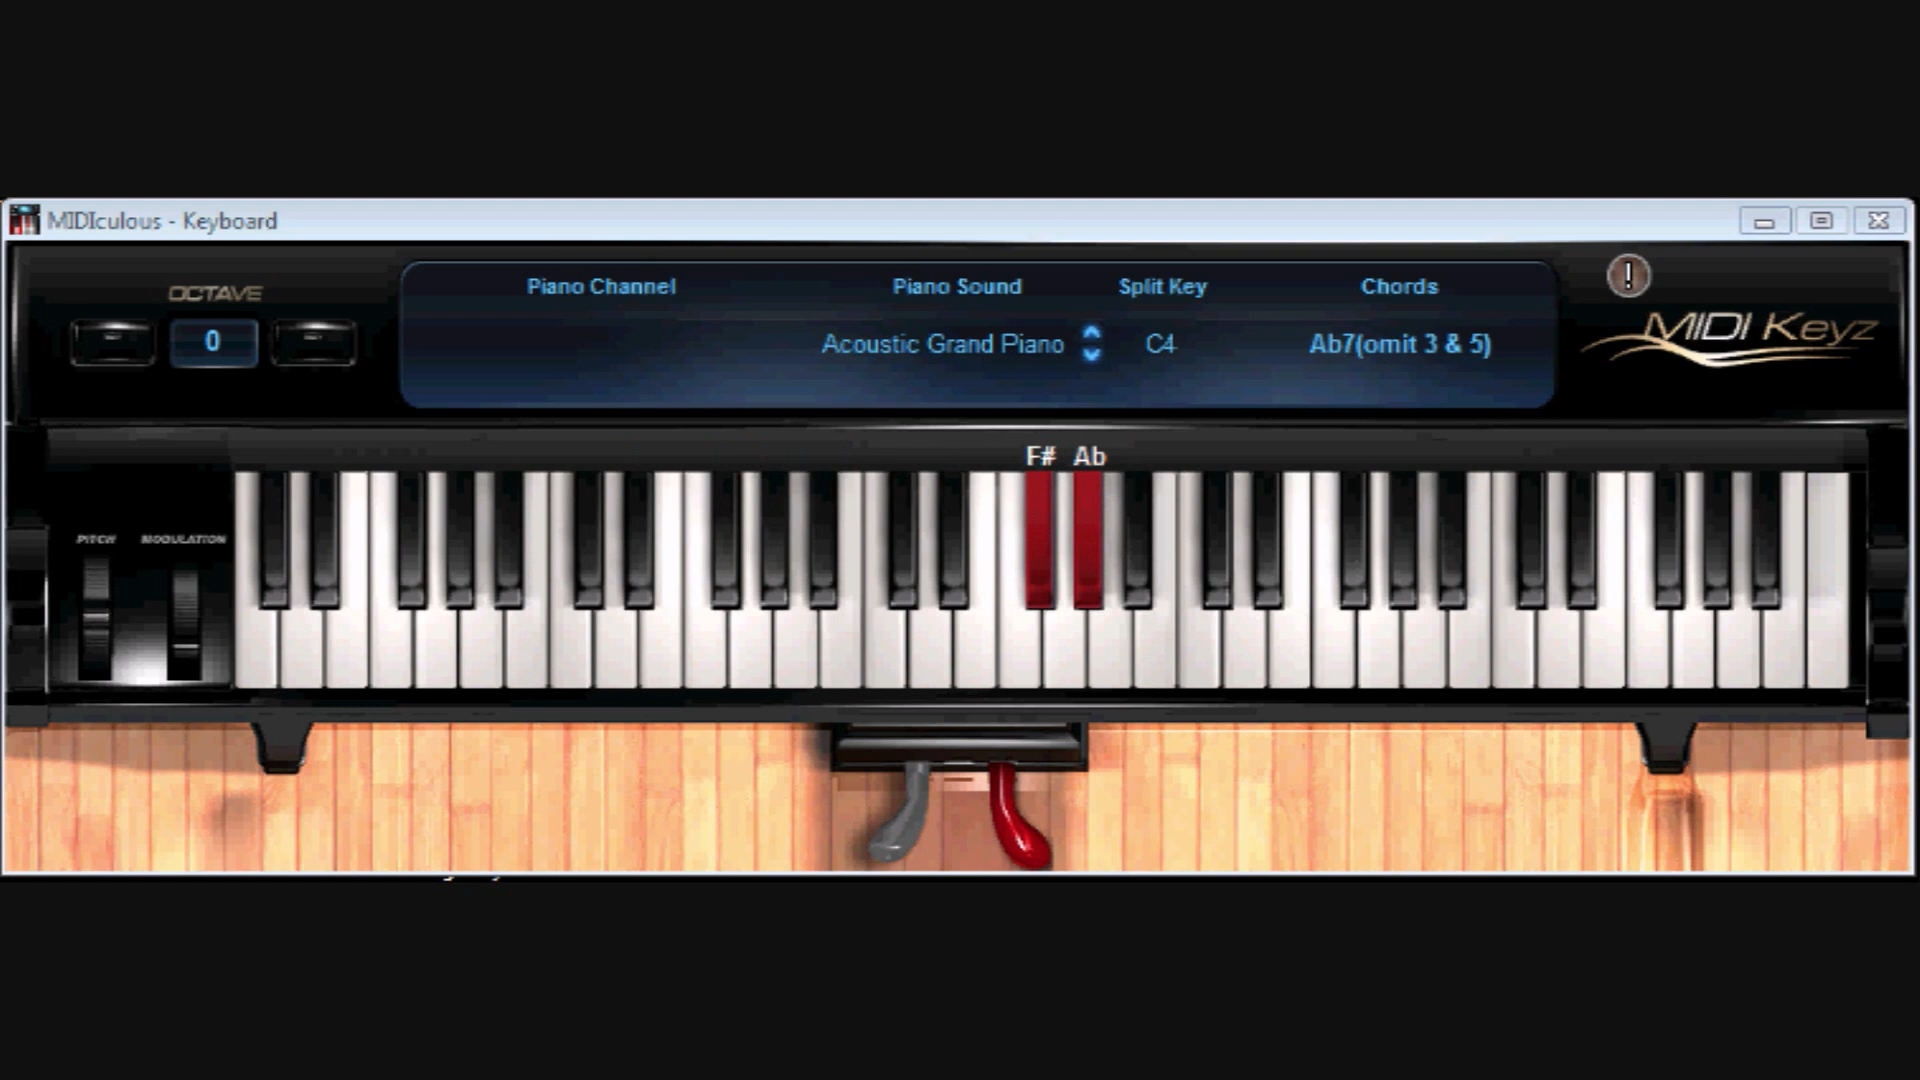 MIDIculous - Keyboard
OCTAVE
0
Piano Channel Piano Sound Split Key Chords
Acoustic Grand Piano C4 Ab7(omit 3 & 5)
!
MIDI Keyz
F# Ab
PITCH MODULATION